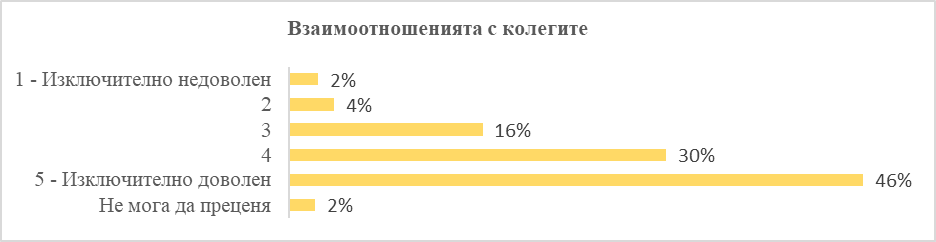 Взаимоотношенията с колегите
1 - Изключително недоволен 2%
2 4%
3 16%
4 30%
5 - Изключително доволен 46%
Не мога да преценя 2%